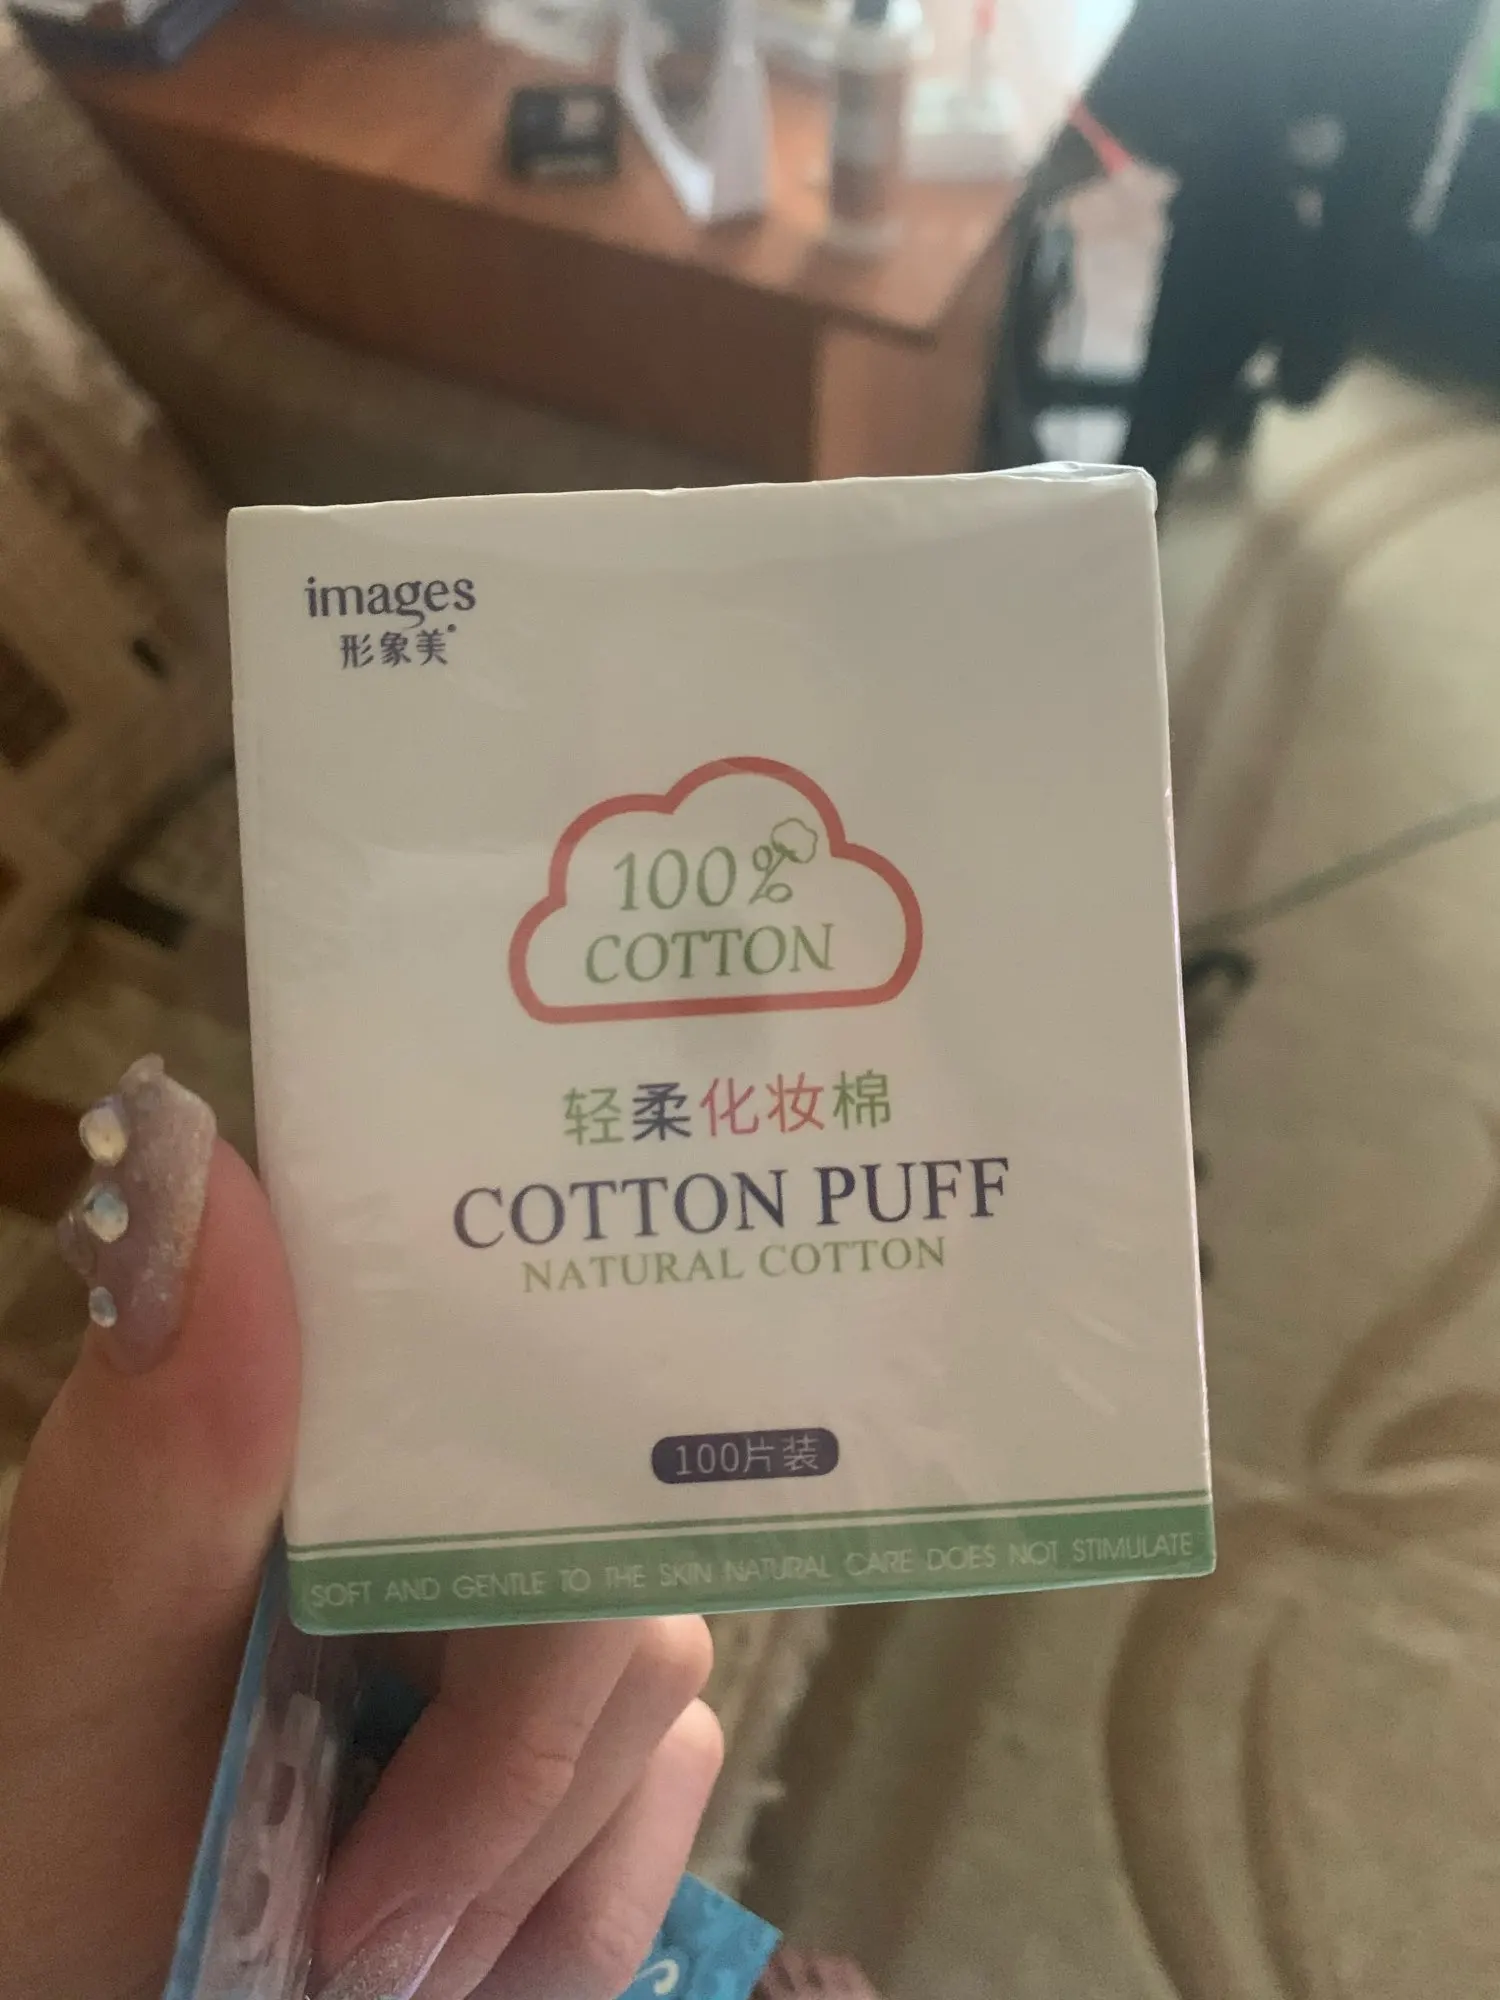 images
形象美
100%
COTTON
轻柔化妆棉
COTTON PUFF
NATURAL COTTON
100片装
SOFT AND GENTLE TO THE SKIN NATURAL CARE DOES NOT STIMULATE